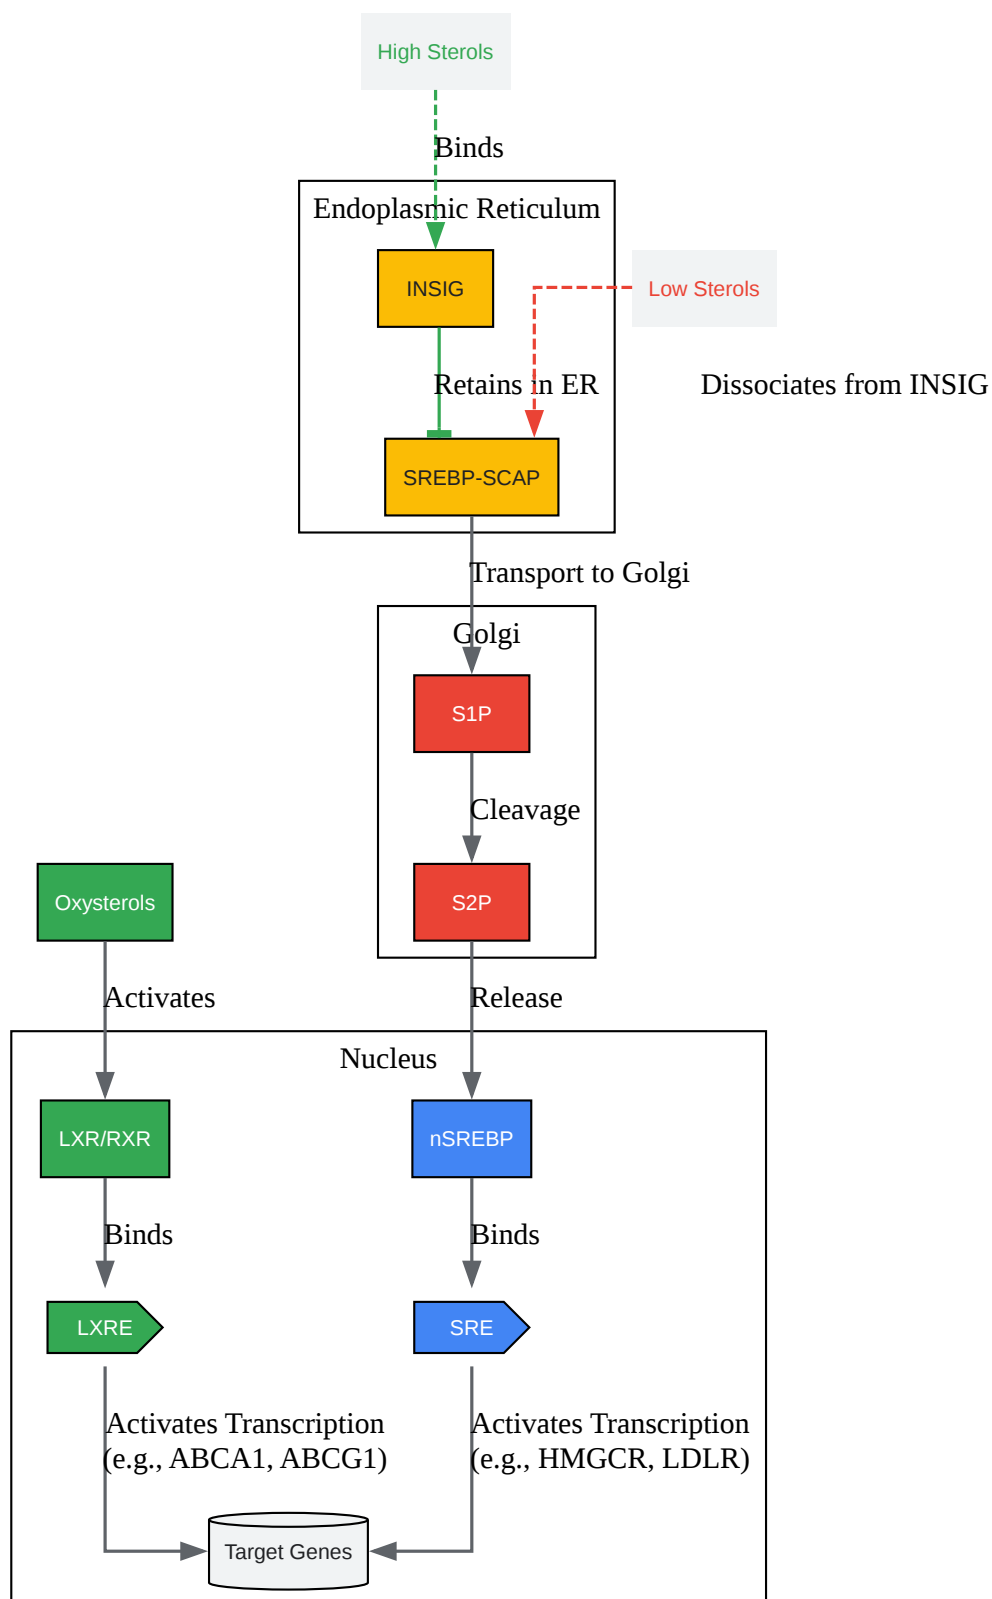 High Sterols
Binds
Endoplasmic Reticulum
INSIG
Low Sterols
Retains in ER
Dissociates from INSIG
SREBP-SCAP
Transport to Golgi
Golgi
S1P
Cleavage
Oxysterols
S2P
Activates
Release
Nucleus
LXR/RXR
nSREBP
Binds
Binds
LXRE
SRE
Activates Transcription
(e.g., ABCA1, ABCG1)
Activates Transcription
(e.g., HMGCR, LDLR)
Target Genes